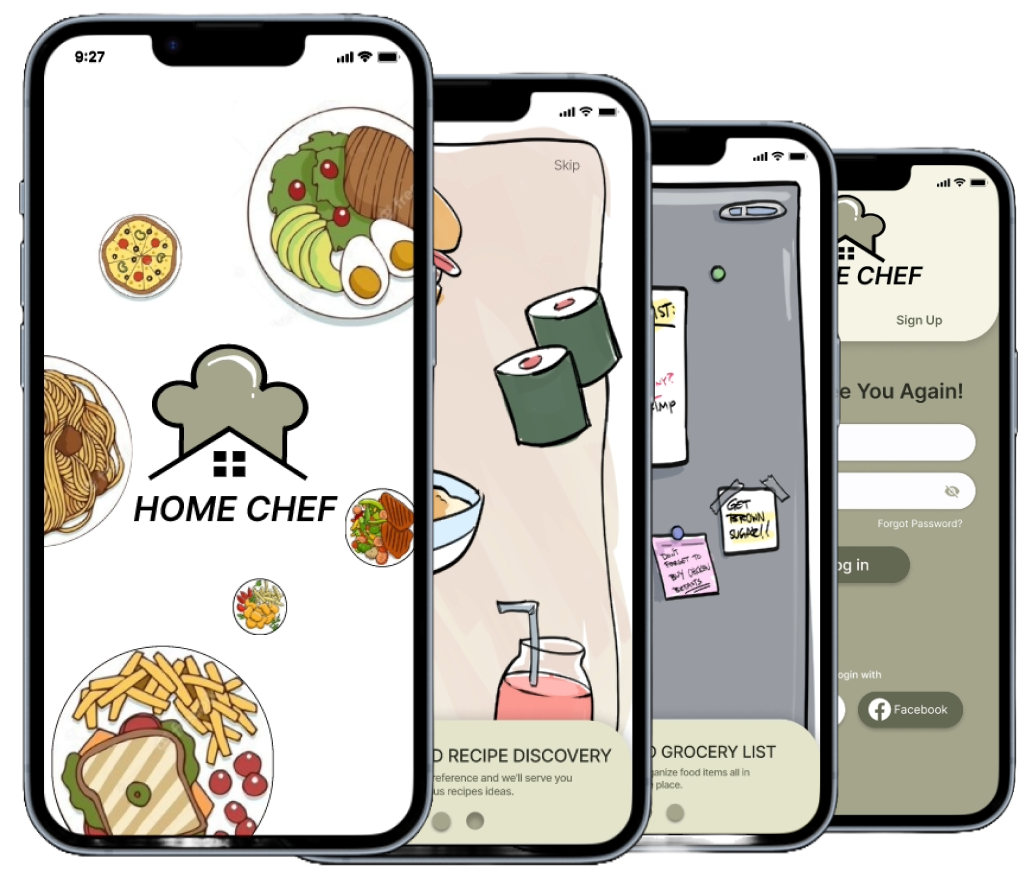 9:27
HOME CHEF
Skip
D RECIPE DISCOVERY
reference and we'll serve you
us recipes ideas.
ST:
NY?
IMP
GET
BROWN
SUGAR!!
DON'T
FORGET TO
BUY CHICKEN
BREASTS
O GROCERY LIST
ganize food items all in
place.
E CHEF
Sign Up
e You Again!
Forgot Password?
og in
ogin with
Facebook